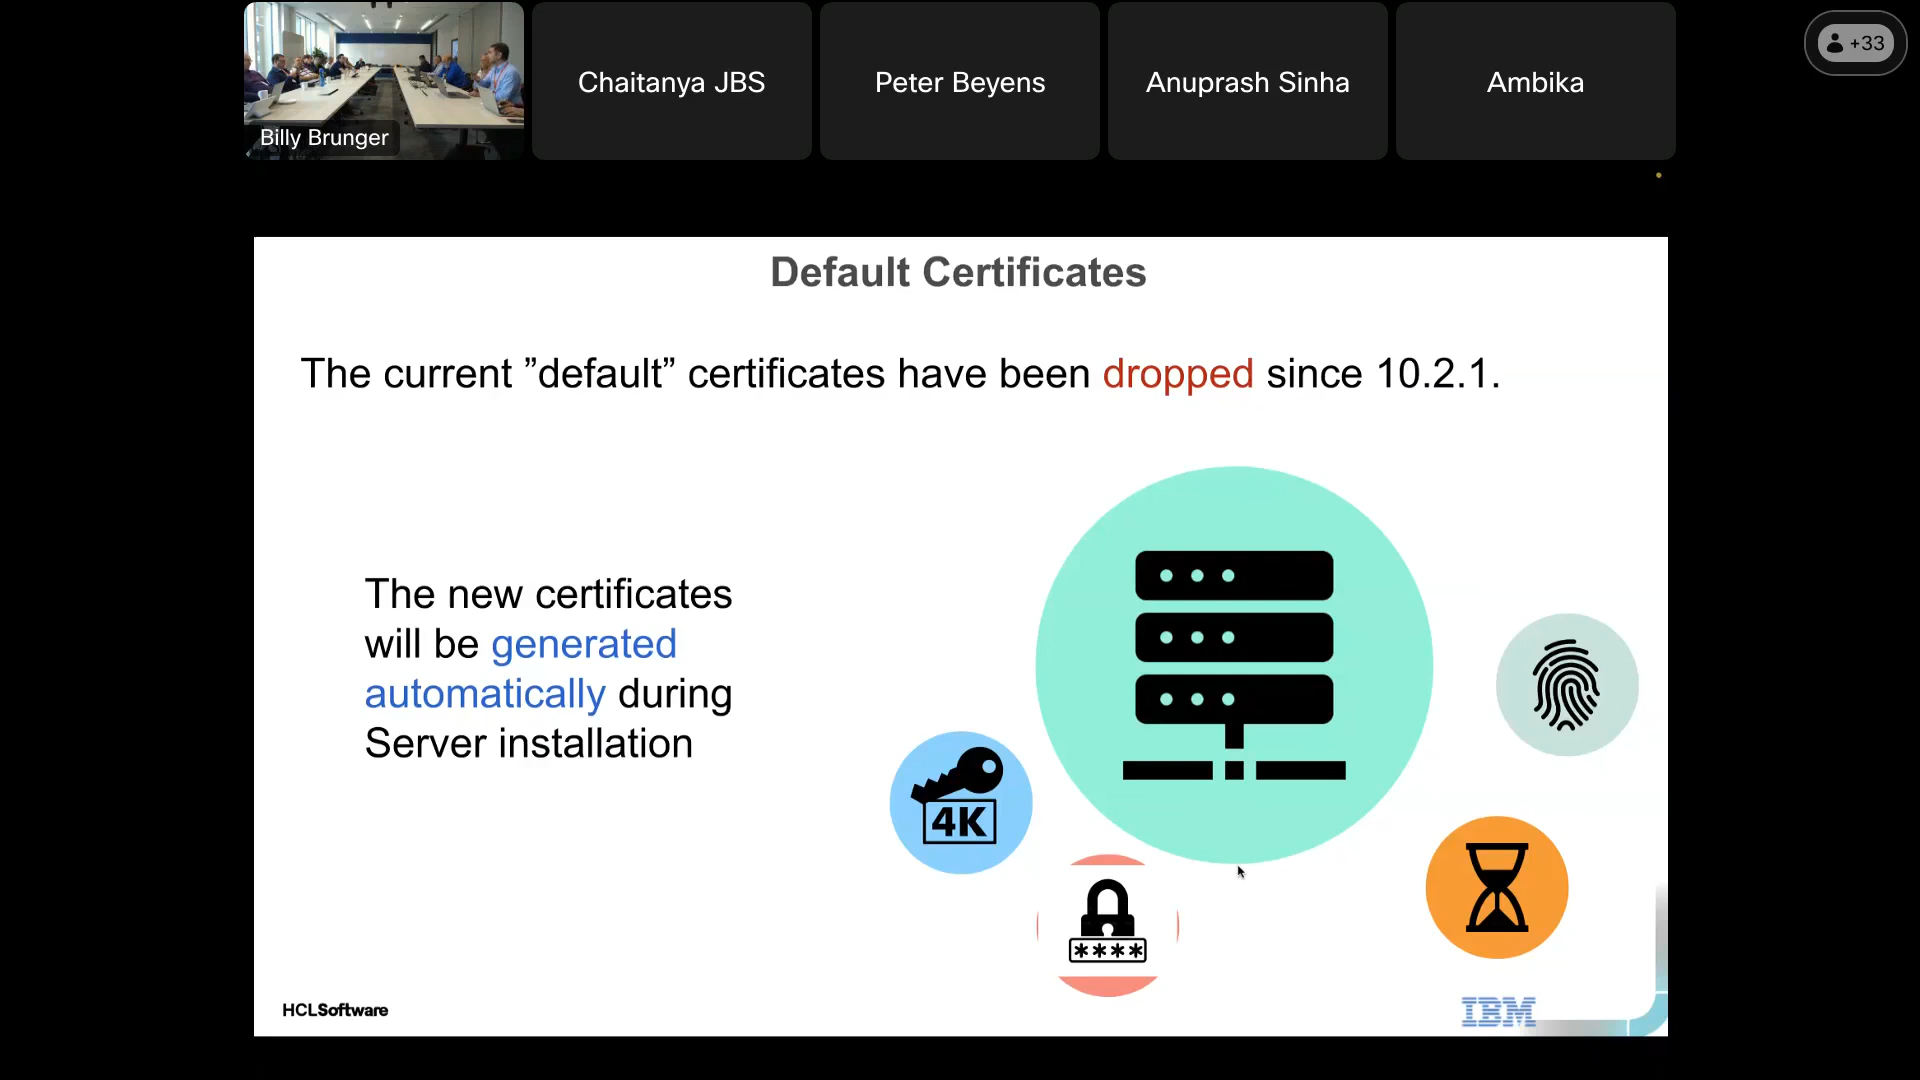 Billy Brunger
Chaitanya JBS
Peter Beyens
Anuprash Sinha
Ambika
+33
Default Certificates
The current ”default” certificates have been dropped since 10.2.1.
The new certificates
will be generated
automatically during
Server installation
4K
****
HCLSoftware
IBM